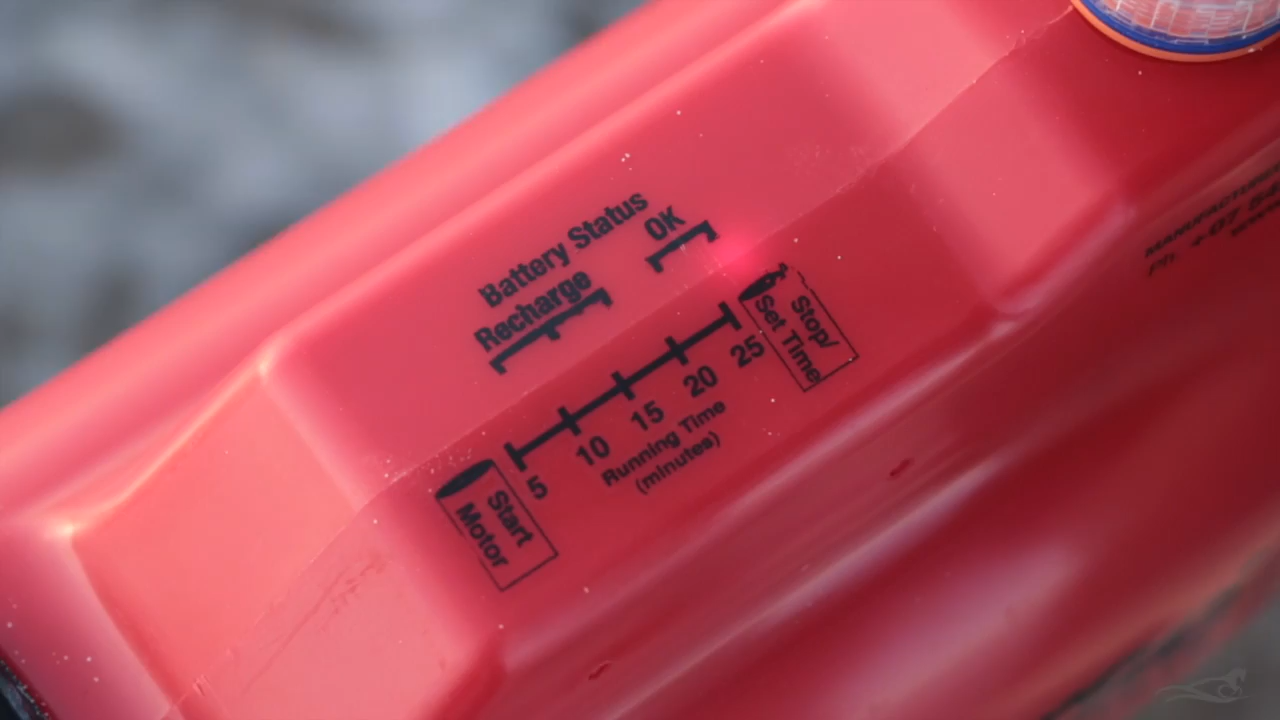 Battery Status
Recharge
OK
5 10 15 20 25
Running Time
(minutes)
Start
Motor
Stop/
Set Time